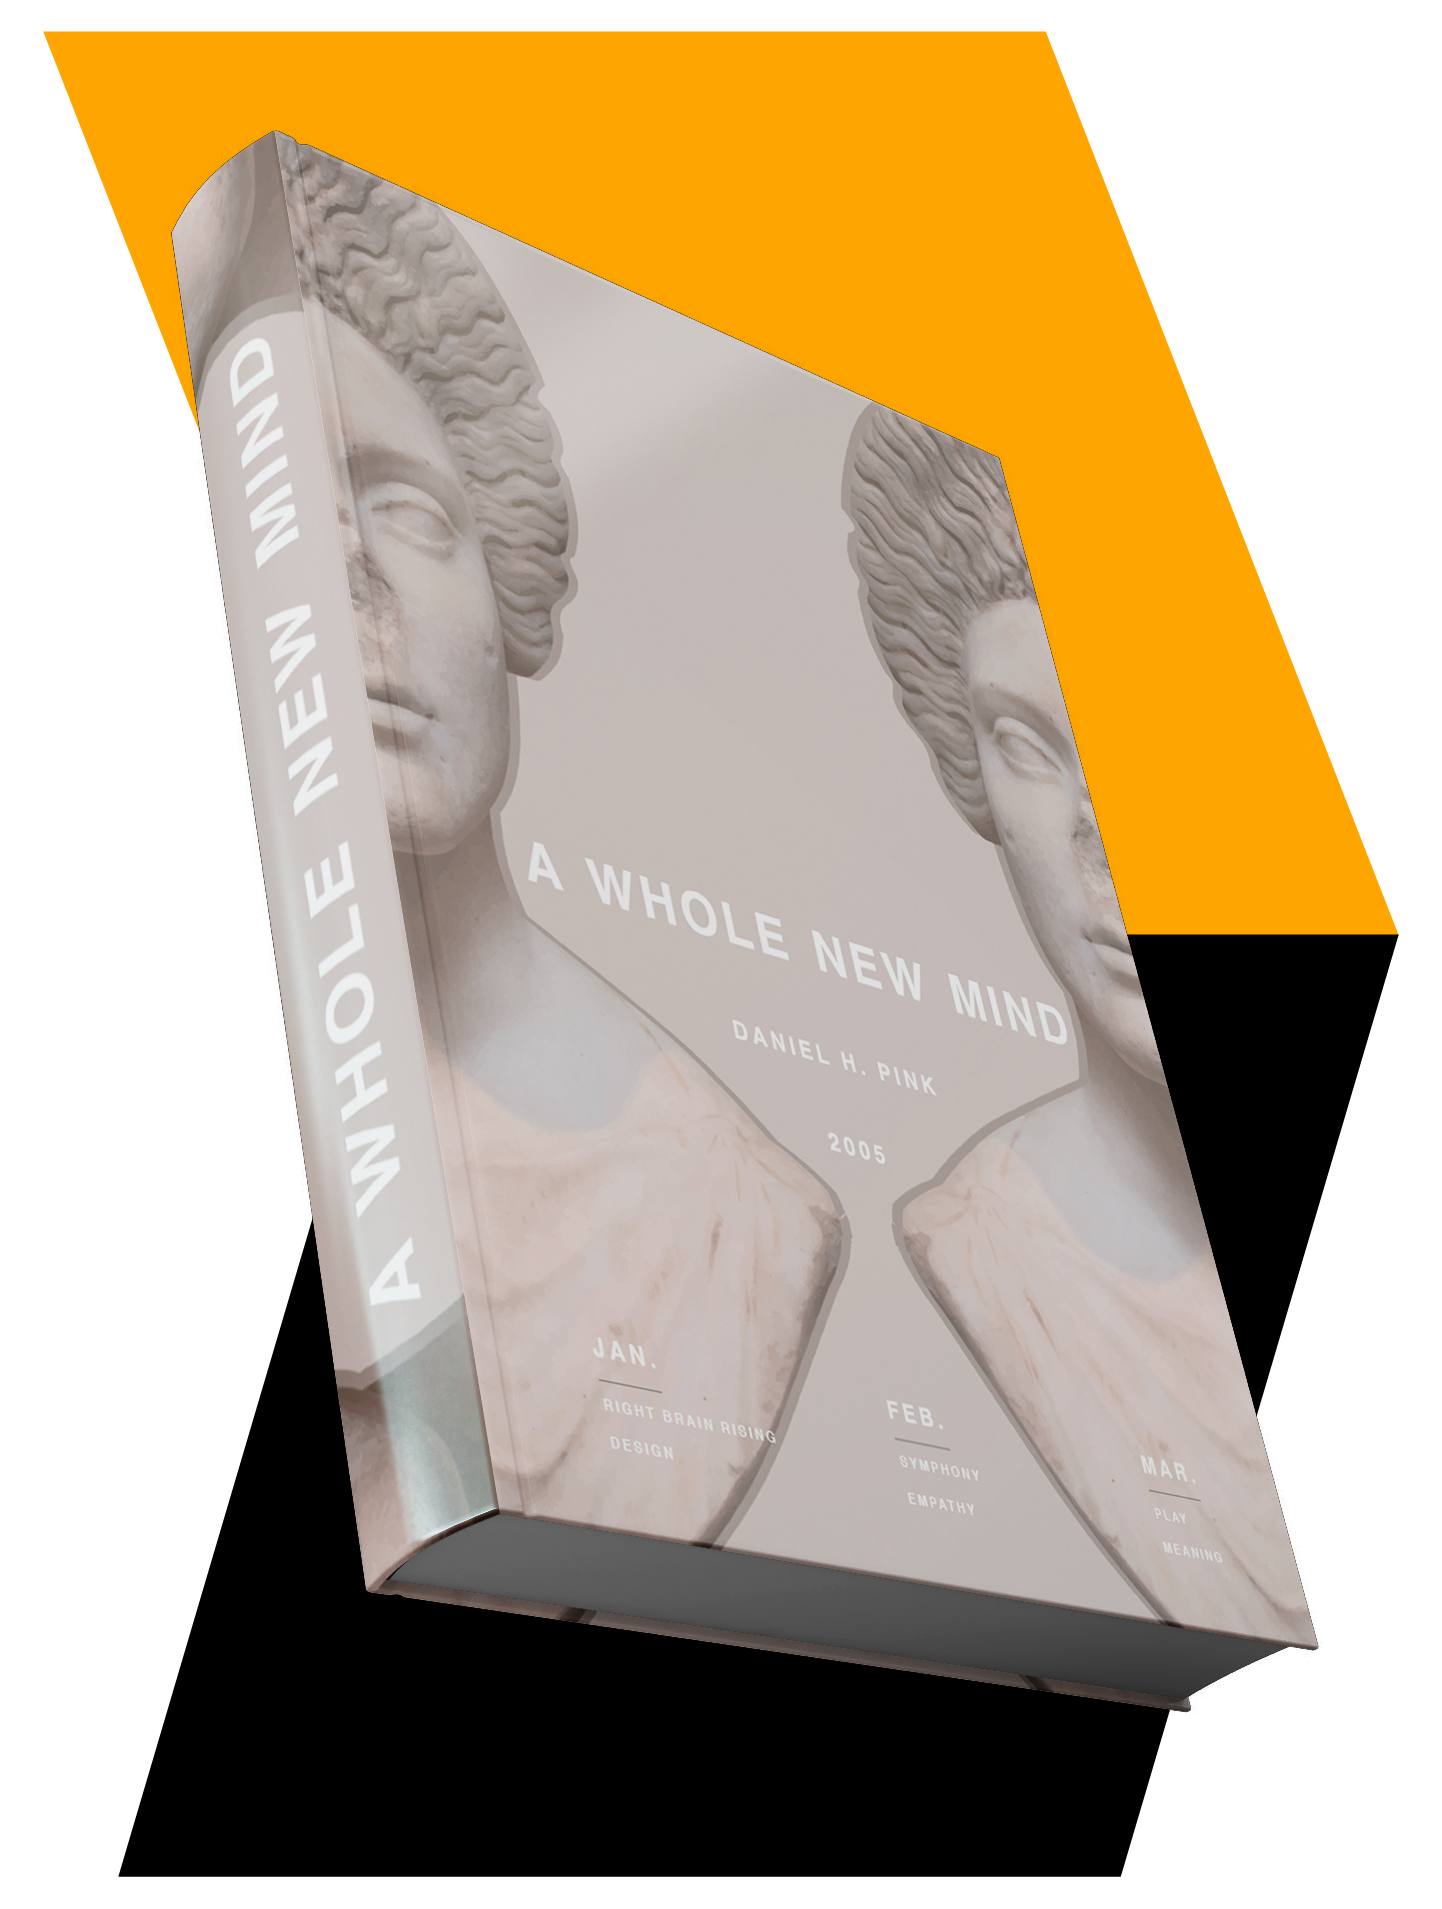 A WHOLE NEW MIND
A WHOLE NEW MIND
DANIEL H. PINK
2005
JAN.
RIGHT BRAIN RISING
DESIGN
FEB.
SYMPHONY
EMPATHY
MAR.
PLAY
MEANING